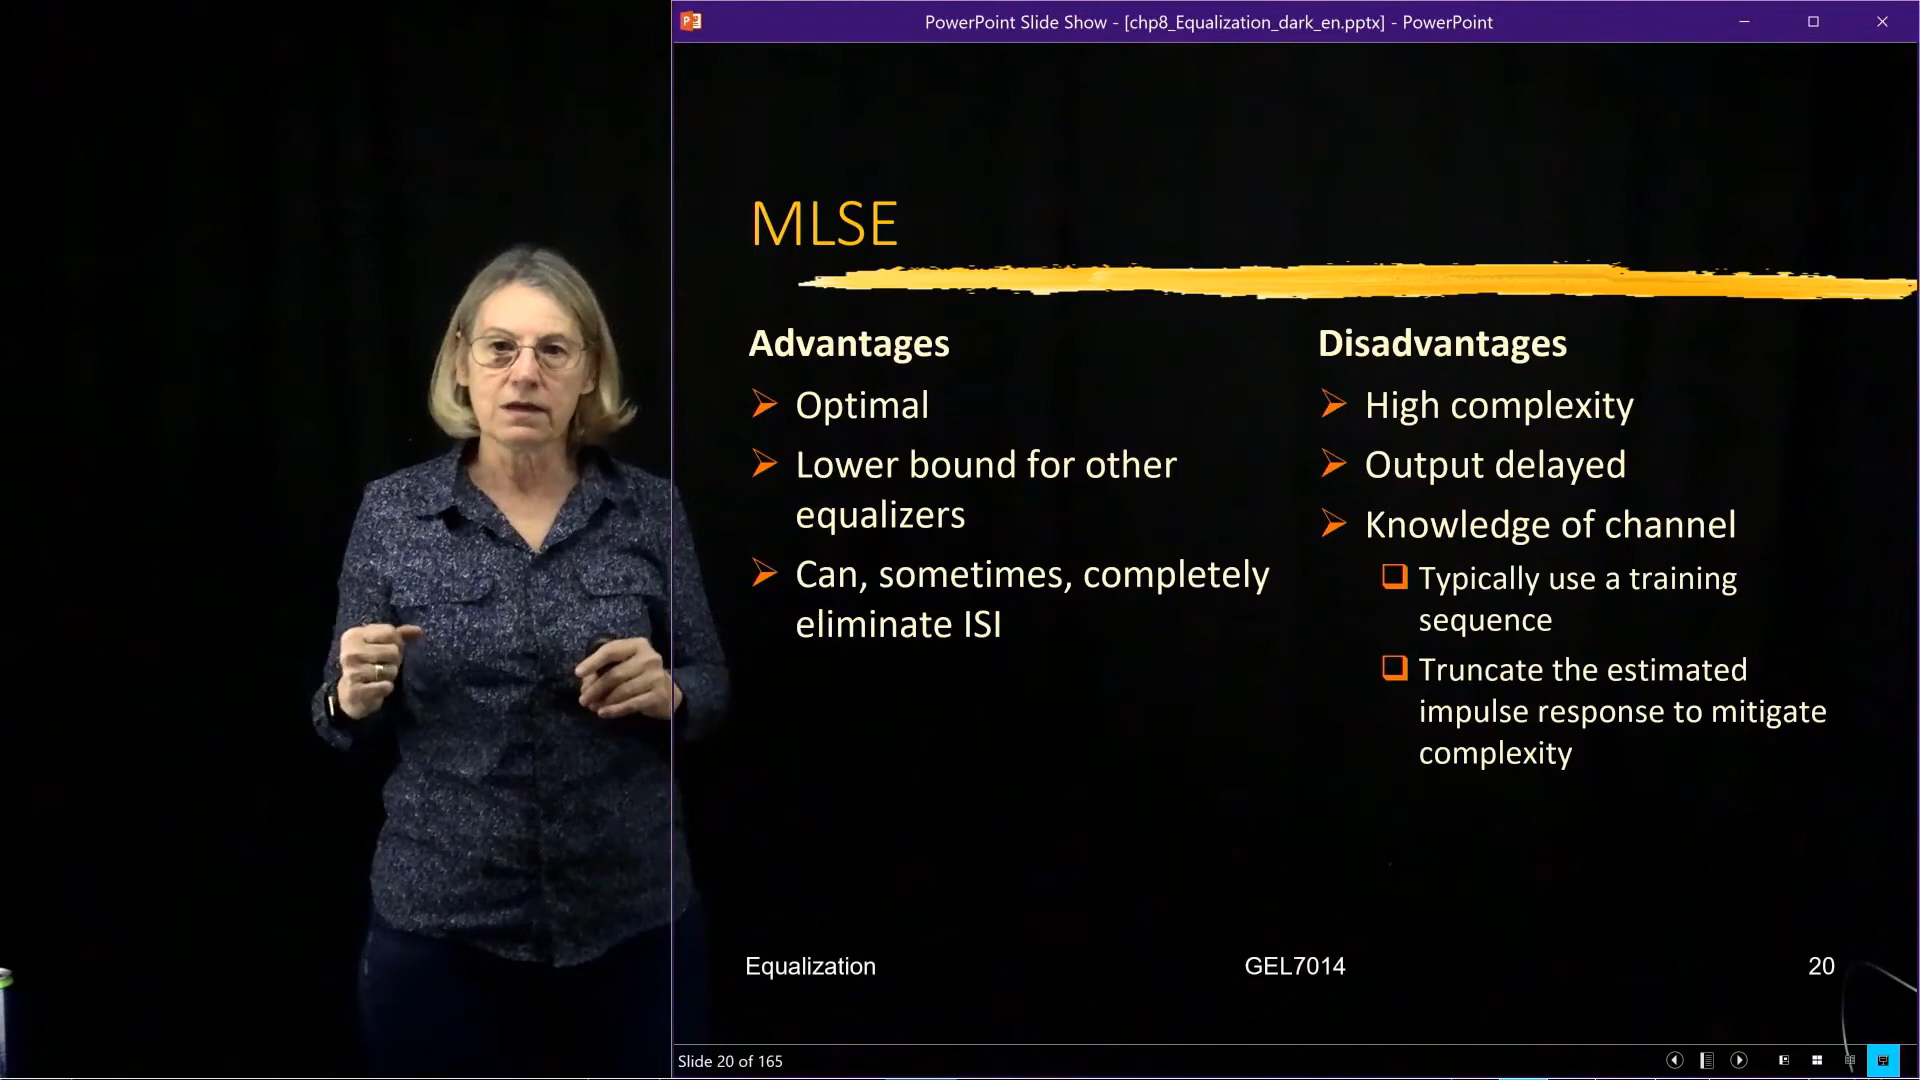 PowerPoint Slide Show - [chp8_Equalization_dark_en.pptx] - PowerPoint
MLSE
Advantages
Optimal
Lower bound for other
equalizers
Can, sometimes, completely
eliminate ISI
Disadvantages
High complexity
Output delayed
Knowledge of channel
Typically use a training
sequence
Truncate the estimated
impulse response to mitigate
complexity
Equalization
GEL7014
20
Slide 20 of 165